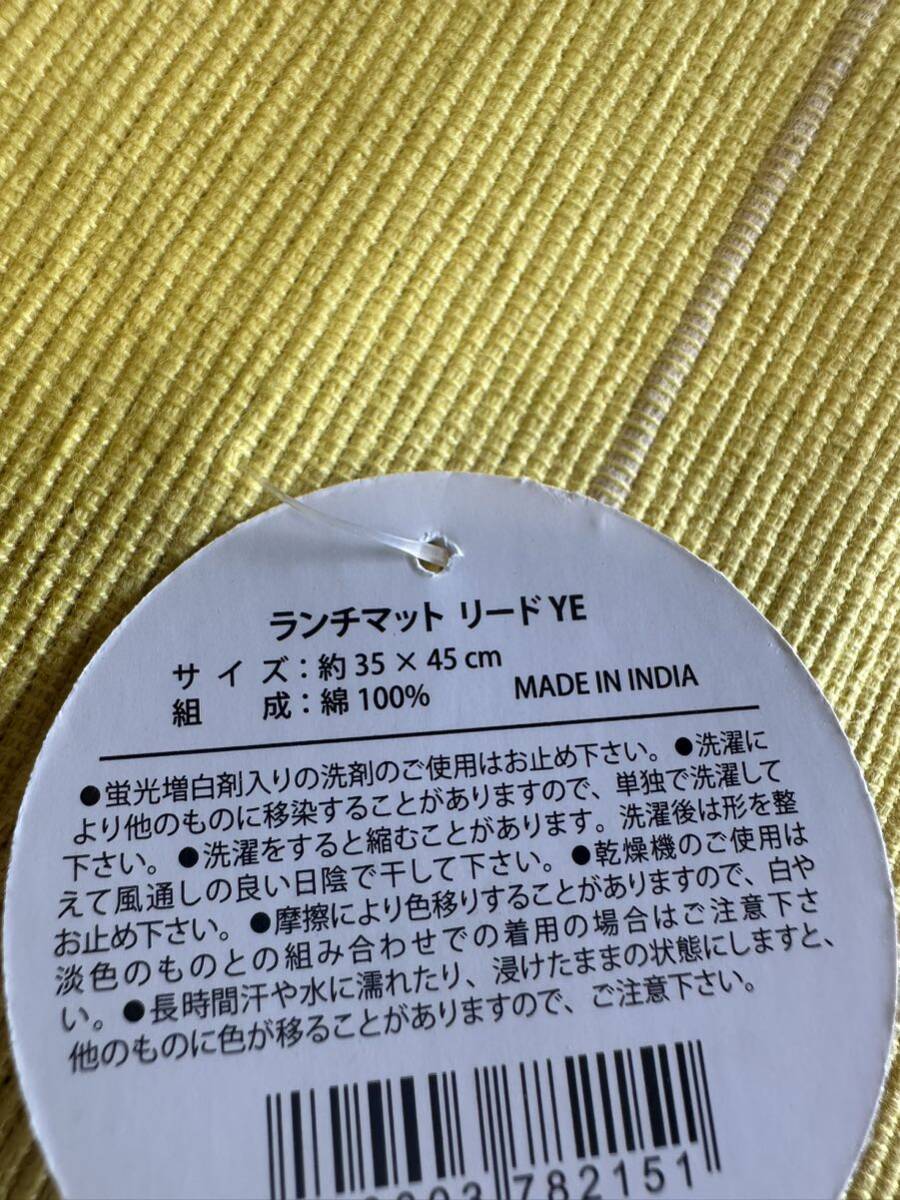 ランチマット リード YE
サイズ：約 35 × 45 cm
組　成：綿 100%　MADE IN INDIA
●蛍光増白剤入りの洗剤のご使用はお止め下さい。●洗濯に
より他のものに移染することがありますので、単独で洗濯して
下さい。●洗濯をすると縮むことがあります。洗濯後は形を整
えて風通しの良い日陰で干して下さい。●乾燥機のご使用は
お止め下さい。●摩擦により色移りすることがありますので、白や
淡色のものとの組み合わせでの着用の場合はご注意下さ
い。●長時間汗や水に濡れたり、浸けたままの状態にしますと、
他のものに色が移ることがありますので、ご注意下さい。
782151